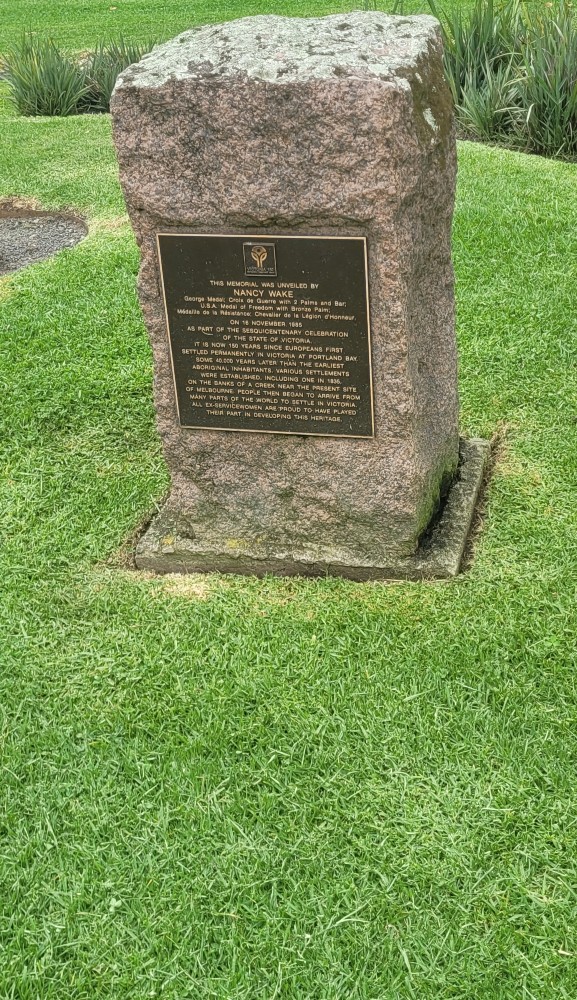 THIS MEMORIAL WAS UNVEILED BY
NANCY WAKE
George Medal; Croix de Guerre with 2 Palms and Bar;
U.S.A. Medal of Freedom with Bronze Palm;
Médaille de la Résistance; Chevalier de la Légion d'Honneur.
ON 16 NOVEMBER 1985
AS PART OF THE SESQUICENTENARY CELEBRATION
OF THE STATE OF VICTORIA.
IT IS NOW 150 YEARS SINCE EUROPEANS FIRST
SETTLED PERMANENTLY IN VICTORIA AT PORTLAND BAY
SOME 40,000 YEARS LATER THAN THE EARLIEST
ABORIGINAL INHABITANTS. VARIOUS SETTLEMENTS
WERE ESTABLISHED, INCLUDING ONE IN 1835,
ON THE BANKS OF A CREEK NEAR THE PRESENT SITE
OF MELBOURNE. PEOPLE THEN BEGAN TO ARRIVE FROM
MANY PARTS OF THE WORLD TO SETTLE IN VICTORIA.
ALL EX-SERVICEWOMEN ARE PROUD TO HAVE PLAYED
THEIR PART IN DEVELOPING THIS HERITAGE.